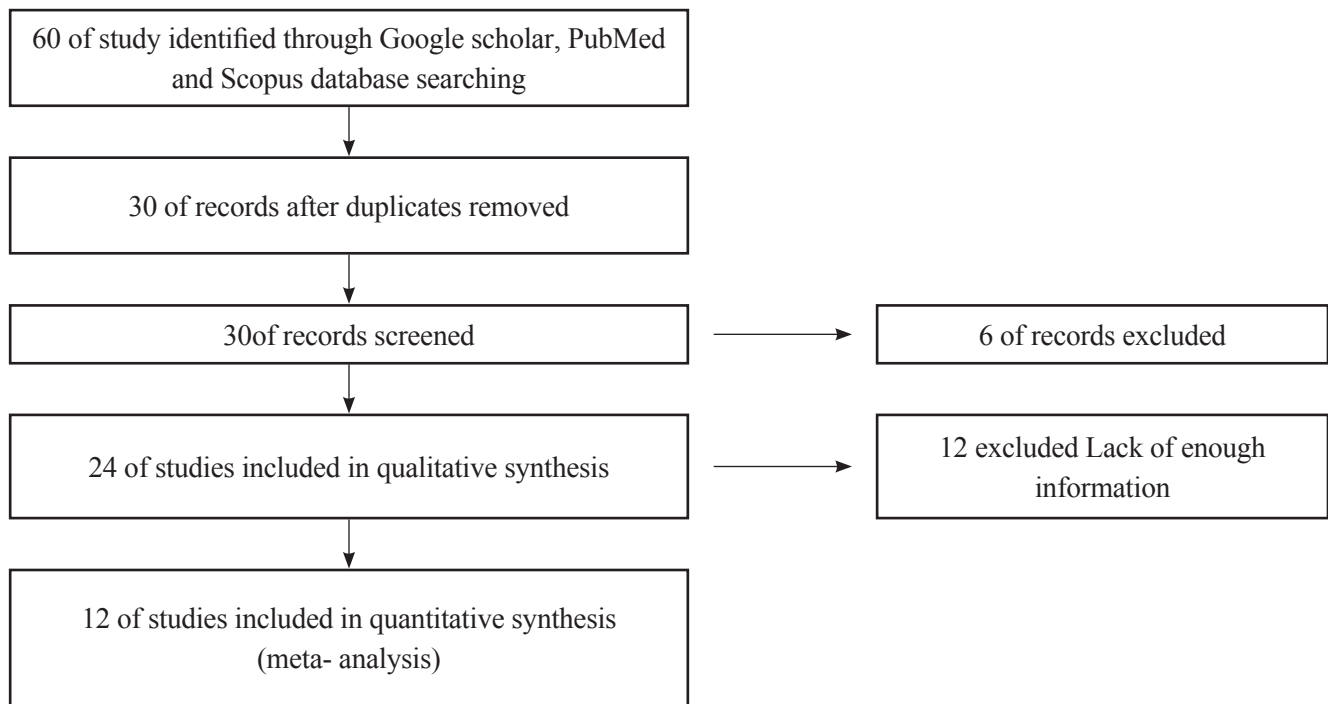 60 of study identified through Google scholar, PubMed
and Scopus database searching
30 of records after duplicates removed
30of records screened
6 of records excluded
24 of studies included in qualitative synthesis
12 excluded Lack of enough
information
12 of studies included in quantitative synthesis
(meta- analysis)